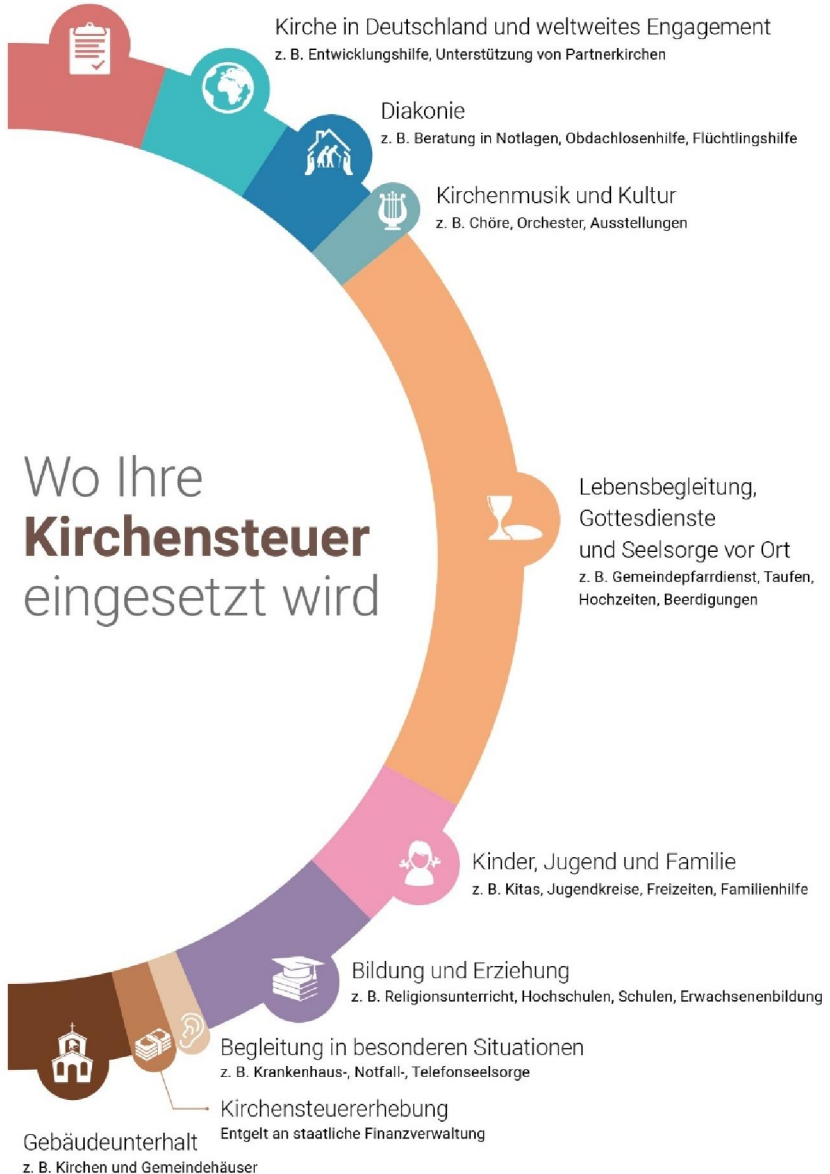 Kirche in Deutschland und weltweites Engagement
z. B. Entwicklungshilfe, Unterstützung von Partnerkirchen
Diakonie
z. B. Beratung in Notlagen, Obdachlosenhilfe, Flüchtlingshilfe
Kirchenmusik und Kultur
z. B. Chöre, Orchester, Ausstellungen
Wo Ihre
Kirchensteuer
eingesetzt wird
Lebensbegleitung,
Gottesdienste
und Seelsorge vor Ort
z. B. Gemeindepfarrdienst, Taufen,
Hochzeiten, Beerdigungen
Kinder, Jugend und Familie
z. B. Kitas, Jugendkreise, Freizeiten, Familienhilfe
Bildung und Erziehung
z. B. Religionsunterricht, Hochschulen, Schulen, Erwachsenenbildung
Begleitung in besonderen Situationen
z. B. Krankenhaus-, Notfall-, Telefonseelsorge
Kirchensteuererhebung
Entgelt an staatliche Finanzverwaltung
Gebäudeunterhalt
z. B. Kirchen und Gemeindehäuser